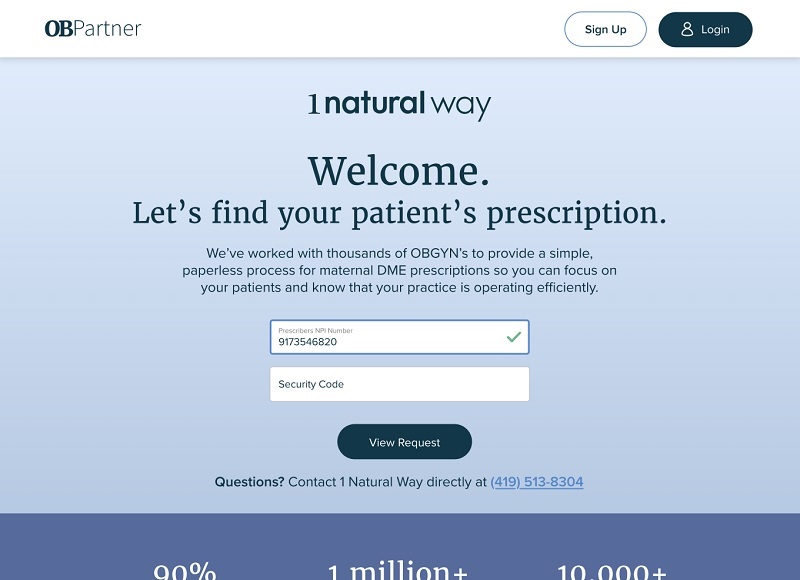 OBPartner
Sign Up
Login
1 natural way
Welcome.
Let's find your patient's prescription.
We've worked with thousands of OBGYN's to provide a simple,
paperless process for maternal DME prescriptions so you can focus on
your patients and know that your practice is operating efficiently.
Prescribers NPI Number
9173546820
Security Code
View Request
Questions? Contact 1 Natural Way directly at (419) 513-8304
90% 1 million+ 10,000+